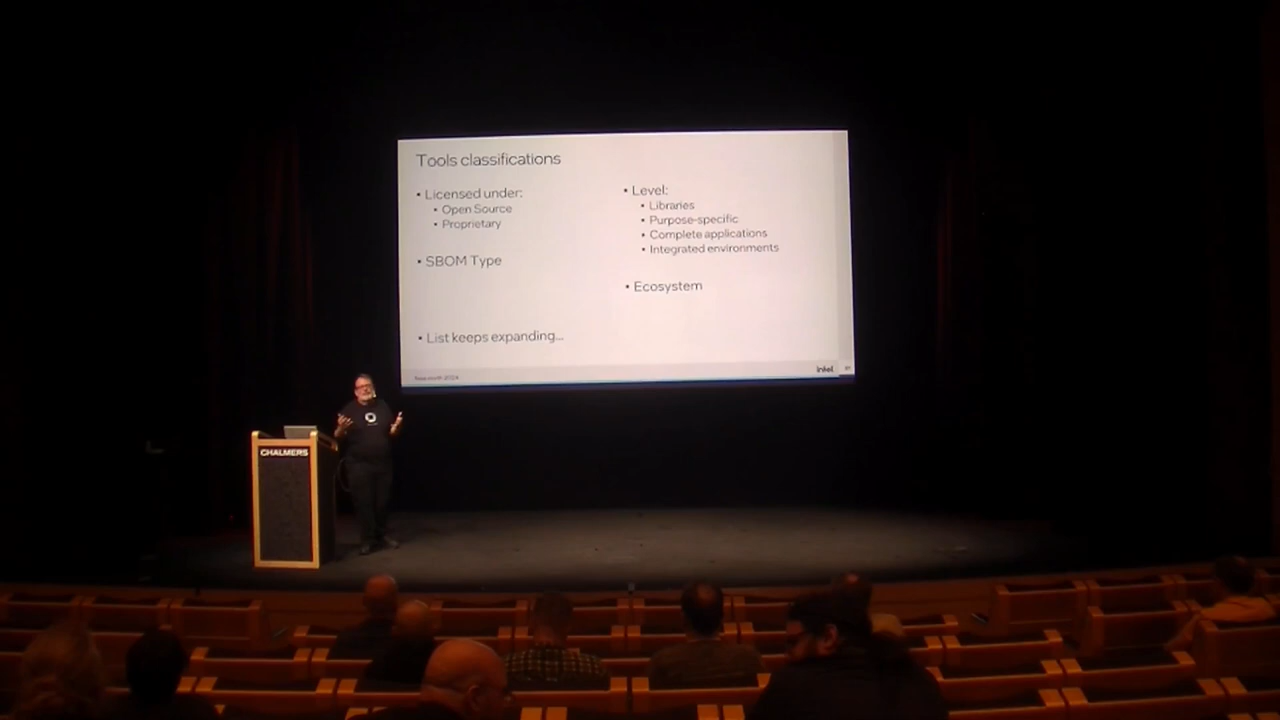 Tools classifications
• Licensed under:
• Open Source
• Proprietary
• SBOM Type
• List keeps expanding...
• Level:
• Libraries
• Purpose-specific
• Complete applications
• Integrated environments
• Ecosystem
intel
CHALMERS